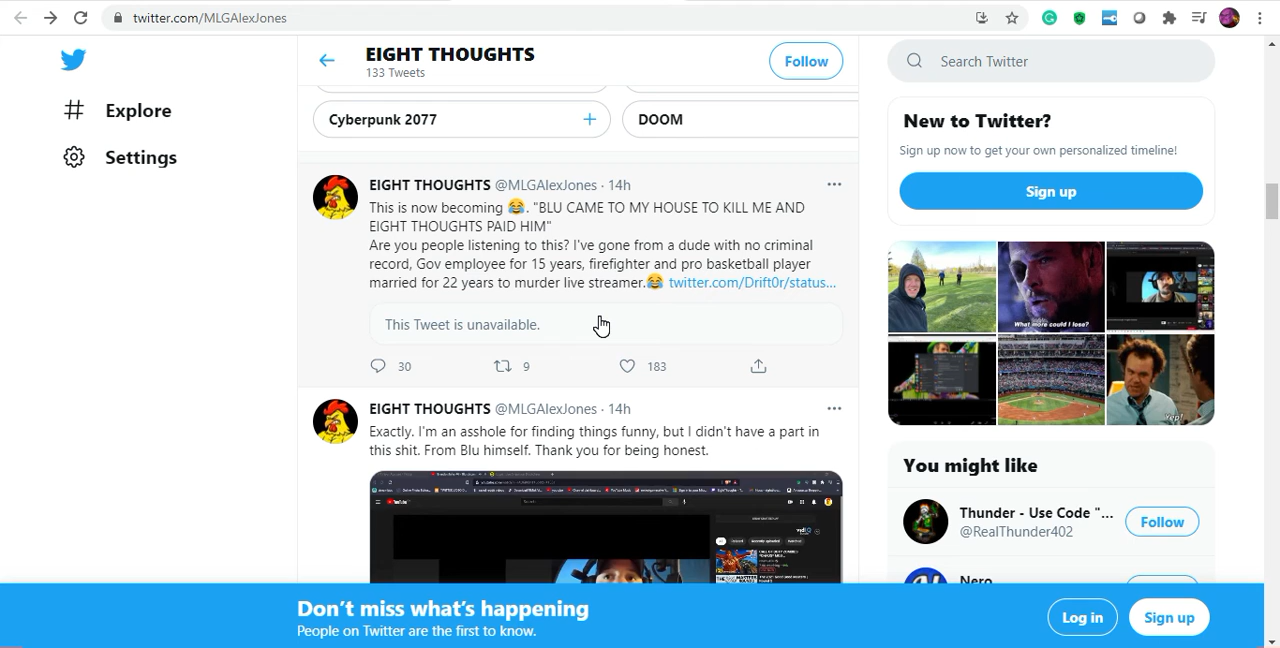 twitter.com/MLGAlexJones
EIGHT THOUGHTS
133 Tweets
Follow
Explore
Settings
Cyberpunk 2077
DOOM
EIGHT THOUGHTS @MLGAlexJones · 14h
This is now becoming 😂. "BLU CAME TO MY HOUSE TO KILL ME AND
EIGHT THOUGHTS PAID HIM"
Are you people listening to this? I've gone from a dude with no criminal
record, Gov employee for 15 years, firefighter and pro basketball player
married for 22 years to murder live streamer.😂 twitter.com/Drift0r/status...
This Tweet is unavailable.
30 9 183
EIGHT THOUGHTS @MLGAlexJones · 14h
Exactly. I'm an asshole for finding things funny, but I didn't have a part in
this shit. From Blu himself. Thank you for being honest.
Search Twitter
New to Twitter?
Sign up now to get your own personalized timeline!
Sign up
What more could I lose?
Yep!
You might like
Thunder - Use Code "...
@RealThunder402
Follow
Nero
Don't miss what's happening
People on Twitter are the first to know.
Log in
Sign up